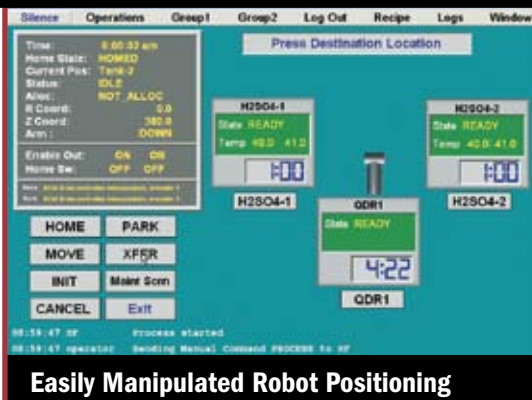 Silence Operations Group1 Group2 Log Out Recipe Logs Window
Press Destination Location
Time: 8:00:02 am
Home State: HOMED
Current Pos: Tank-2
Status: IDLE
Alloc: NOT_ALLOC
R Coord: 0.0
Z Coord: 380.0
Arm : DOWN
Enable Out: ON ON
Home Sw: OFF OFF
H2SO4-1
State READY
Temp 40.0 41.0
1:00
H2SO4-1
H2SO4-2
State READY
Temp 40.0 41.0
1:00
H2SO4-2
QDR1
State READY
4:22
QDR1
HOME PARK
MOVE XFER
INIT Maint Scrn
CANCEL Exit
08:59:47 Process started
08:59:47 operator Sending Manual Command PROCESS to
Easily Manipulated Robot Positioning